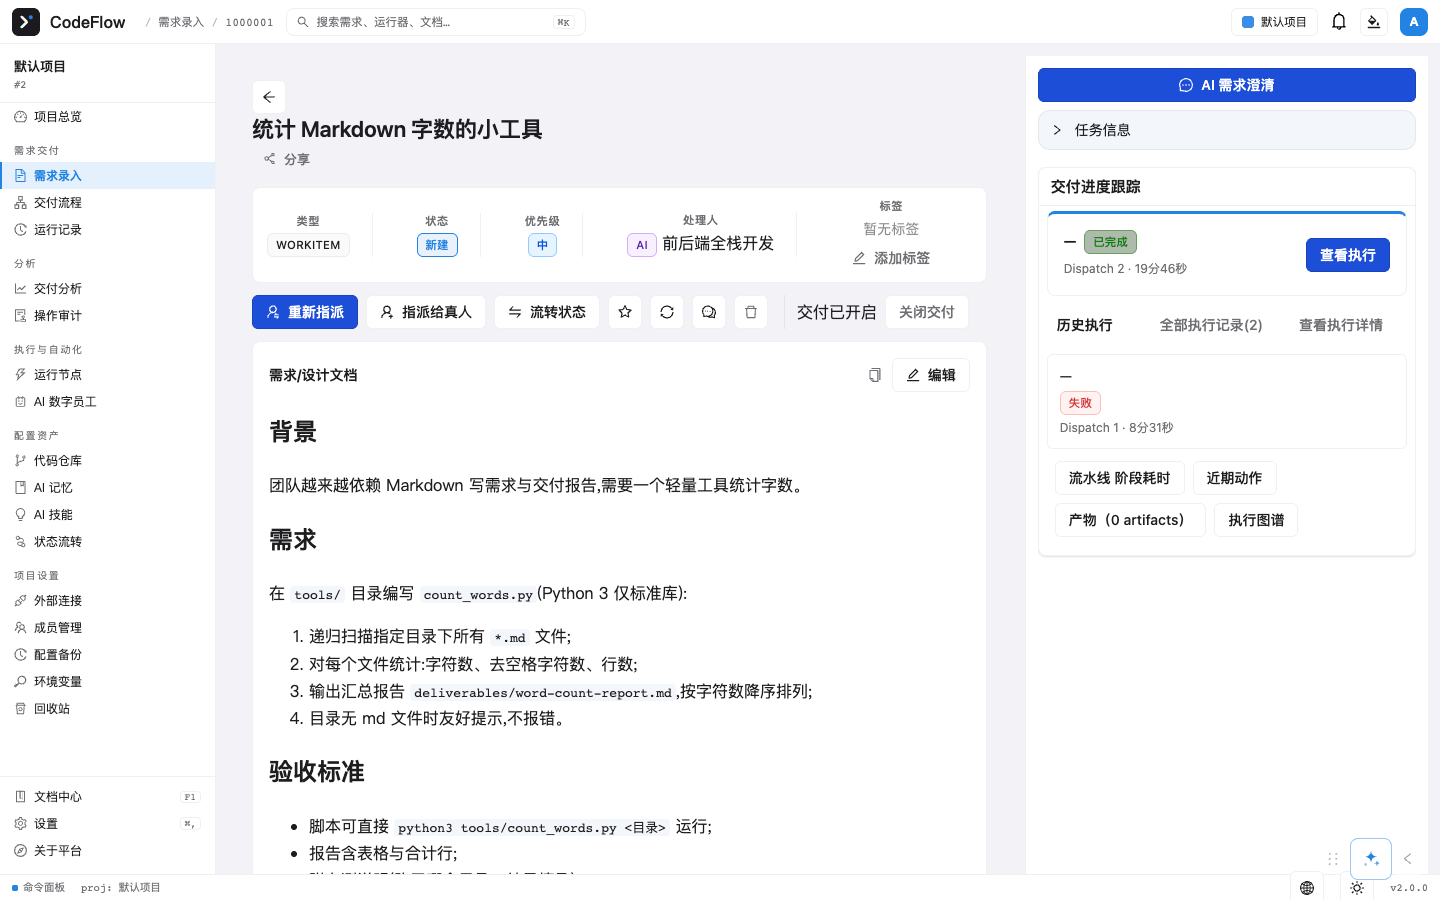 CodeFlow
/ 需求录入 / 1000001
搜索需求、运行器、文档... ⌘K
默认项目
A
默认项目
#2
项目总览
需求交付
需求录入
交付流程
运行记录
分析
交付分析
操作审计
执行与自动化
运行节点
AI 数字员工
配置资产
代码仓库
AI 记忆
AI 技能
状态流转
项目设置
外部连接
成员管理
配置备份
环境变量
回收站
文档中心 F1
设置 ⌘,
关于平台
统计 Markdown 字数的小工具
分享
类型
WORKITEM
状态
新建
优先级
中
处理人
AI 前后端全栈开发
标签
暂无标签
添加标签
重新指派
指派给真人
流转状态
交付已开启
关闭交付
需求/设计文档
编辑
背景
团队越来越依赖 Markdown 写需求与交付报告,需要一个轻量工具统计字数。
需求
在 tools/ 目录编写 count_words.py(Python 3 仅标准库):
1. 递归扫描指定目录下所有 *.md 文件;
2. 对每个文件统计:字符数、去空格字符数、行数;
3. 输出汇总报告 deliverables/word-count-report.md,按字符数降序排列;
4. 目录无 md 文件时友好提示,不报错。
验收标准
脚本可直接 python3 tools/count_words.py <目录> 运行;
报告含表格与合计行;
AI 需求澄清
任务信息
交付进度跟踪
— 已完成
Dispatch 2 · 19分46秒
查看执行
历史执行
全部执行记录(2)
查看执行详情
—
失败
Dispatch 1 · 8分31秒
流水线 阶段耗时
近期动作
产物（0 artifacts）
执行图谱
命令面板 proj: 默认项目
v2.0.0